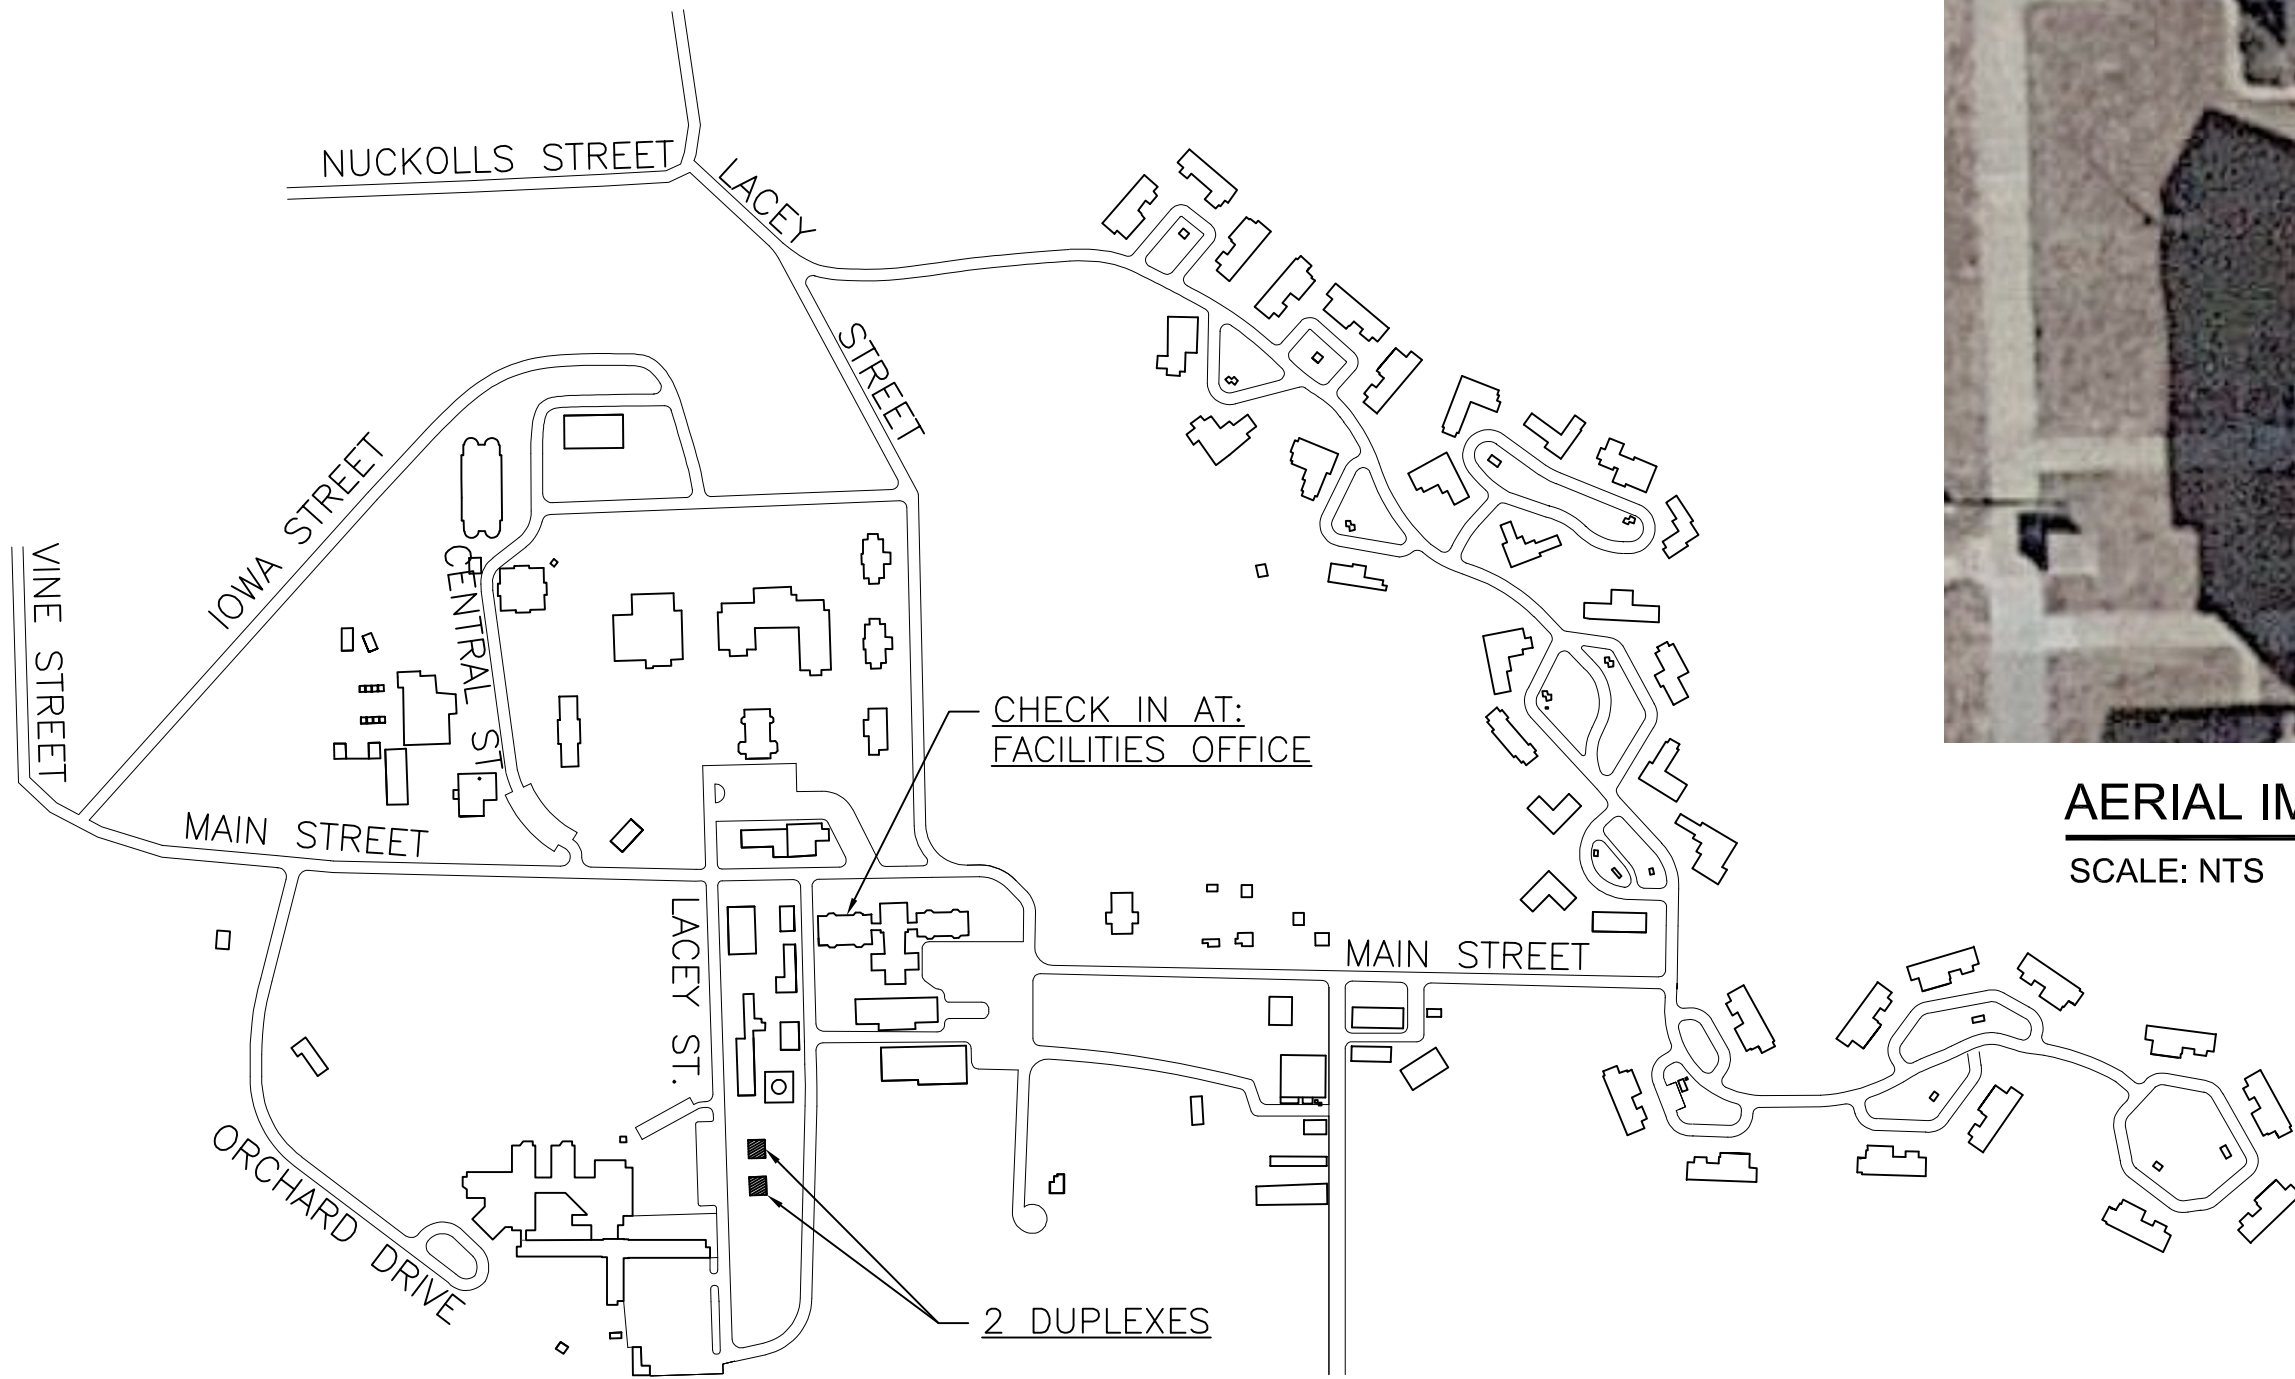 NUCKOLLS STREET
LACEY
STREET
IOWA STREET
CENTRAL ST
VINE STREET
CHECK IN AT:
FACILITIES OFFICE
MAIN STREET
LACEY ST.
MAIN STREET
ORCHARD DRIVE
2 DUPLEXES
AERIAL IM
SCALE: NTS